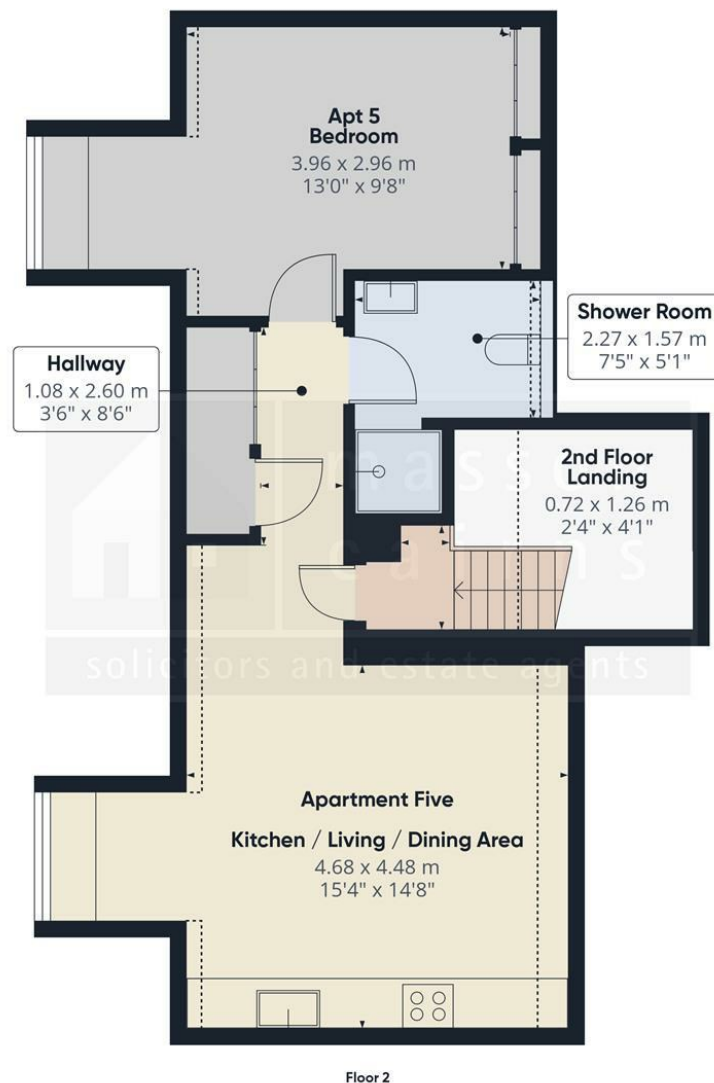 Apt 5
Bedroom
3.96 x 2.96 m
13'0" x 9'8"
Shower Room
2.27 x 1.57 m
7'5" x 5'1"
Hallway
1.08 x 2.60 m
3'6" x 8'6"
2nd Floor
Landing
0.72 x 1.26 m
2'4" x 4'1"
cairns
solicitors and estate agents
Apartment Five
Kitchen / Living / Dining Area
4.68 x 4.48 m
15'4" x 14'8"
Floor 2